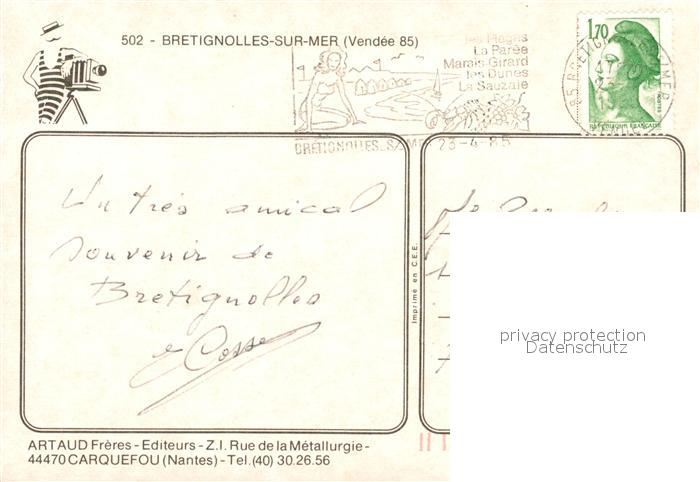 502 - BRETIGNOLLES-SUR-MER (Vendée 85)
les Plages
La Parée
Marais-Girard
les Dunes
La Sauzaie
BRETIGNOLLES-S/MER 23-4-85
1,70
REPUBLIQUE FRANÇAISE
Un très amical
souvenir de
Bretignolles
Imprimé en C.E.E.
privacy protection
Datenschutz
ARTAUD Frères - Editeurs - Z.I. Rue de la Métallurgie -
44470 CARQUEFOU (Nantes) - Tel. (40) 30.26.56